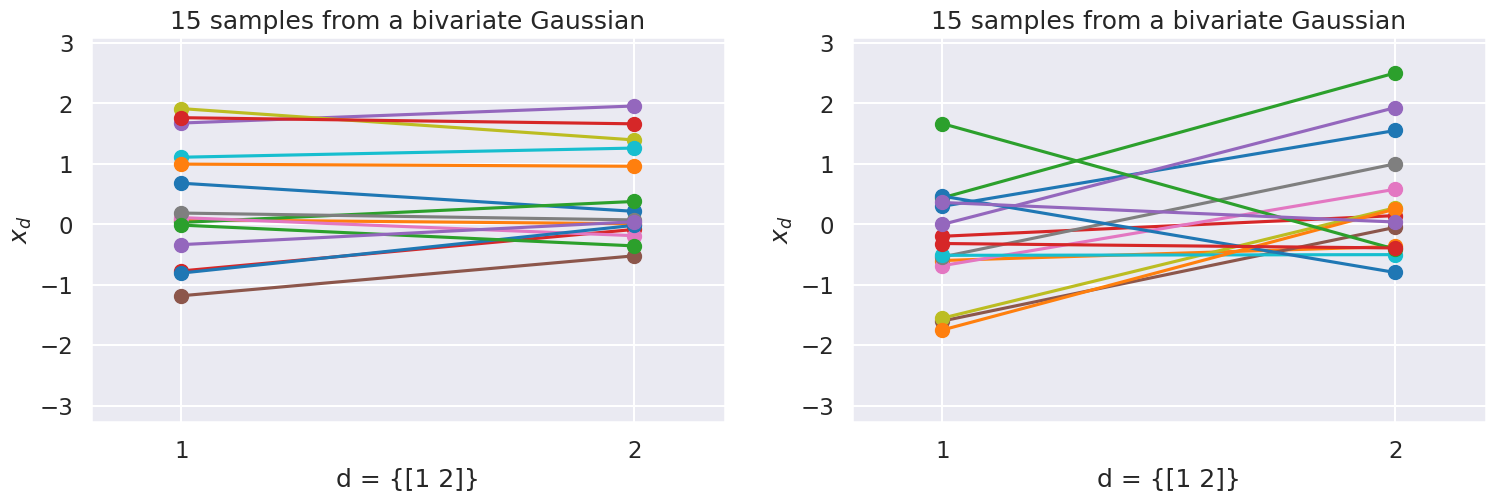 15 samples from a bivariate Gaussian
3
2
1
0
−1
−2
−3
x_d
1 2
d = {[1 2]}
15 samples from a bivariate Gaussian
3
2
1
0
−1
−2
−3
x_d
1 2
d = {[1 2]}